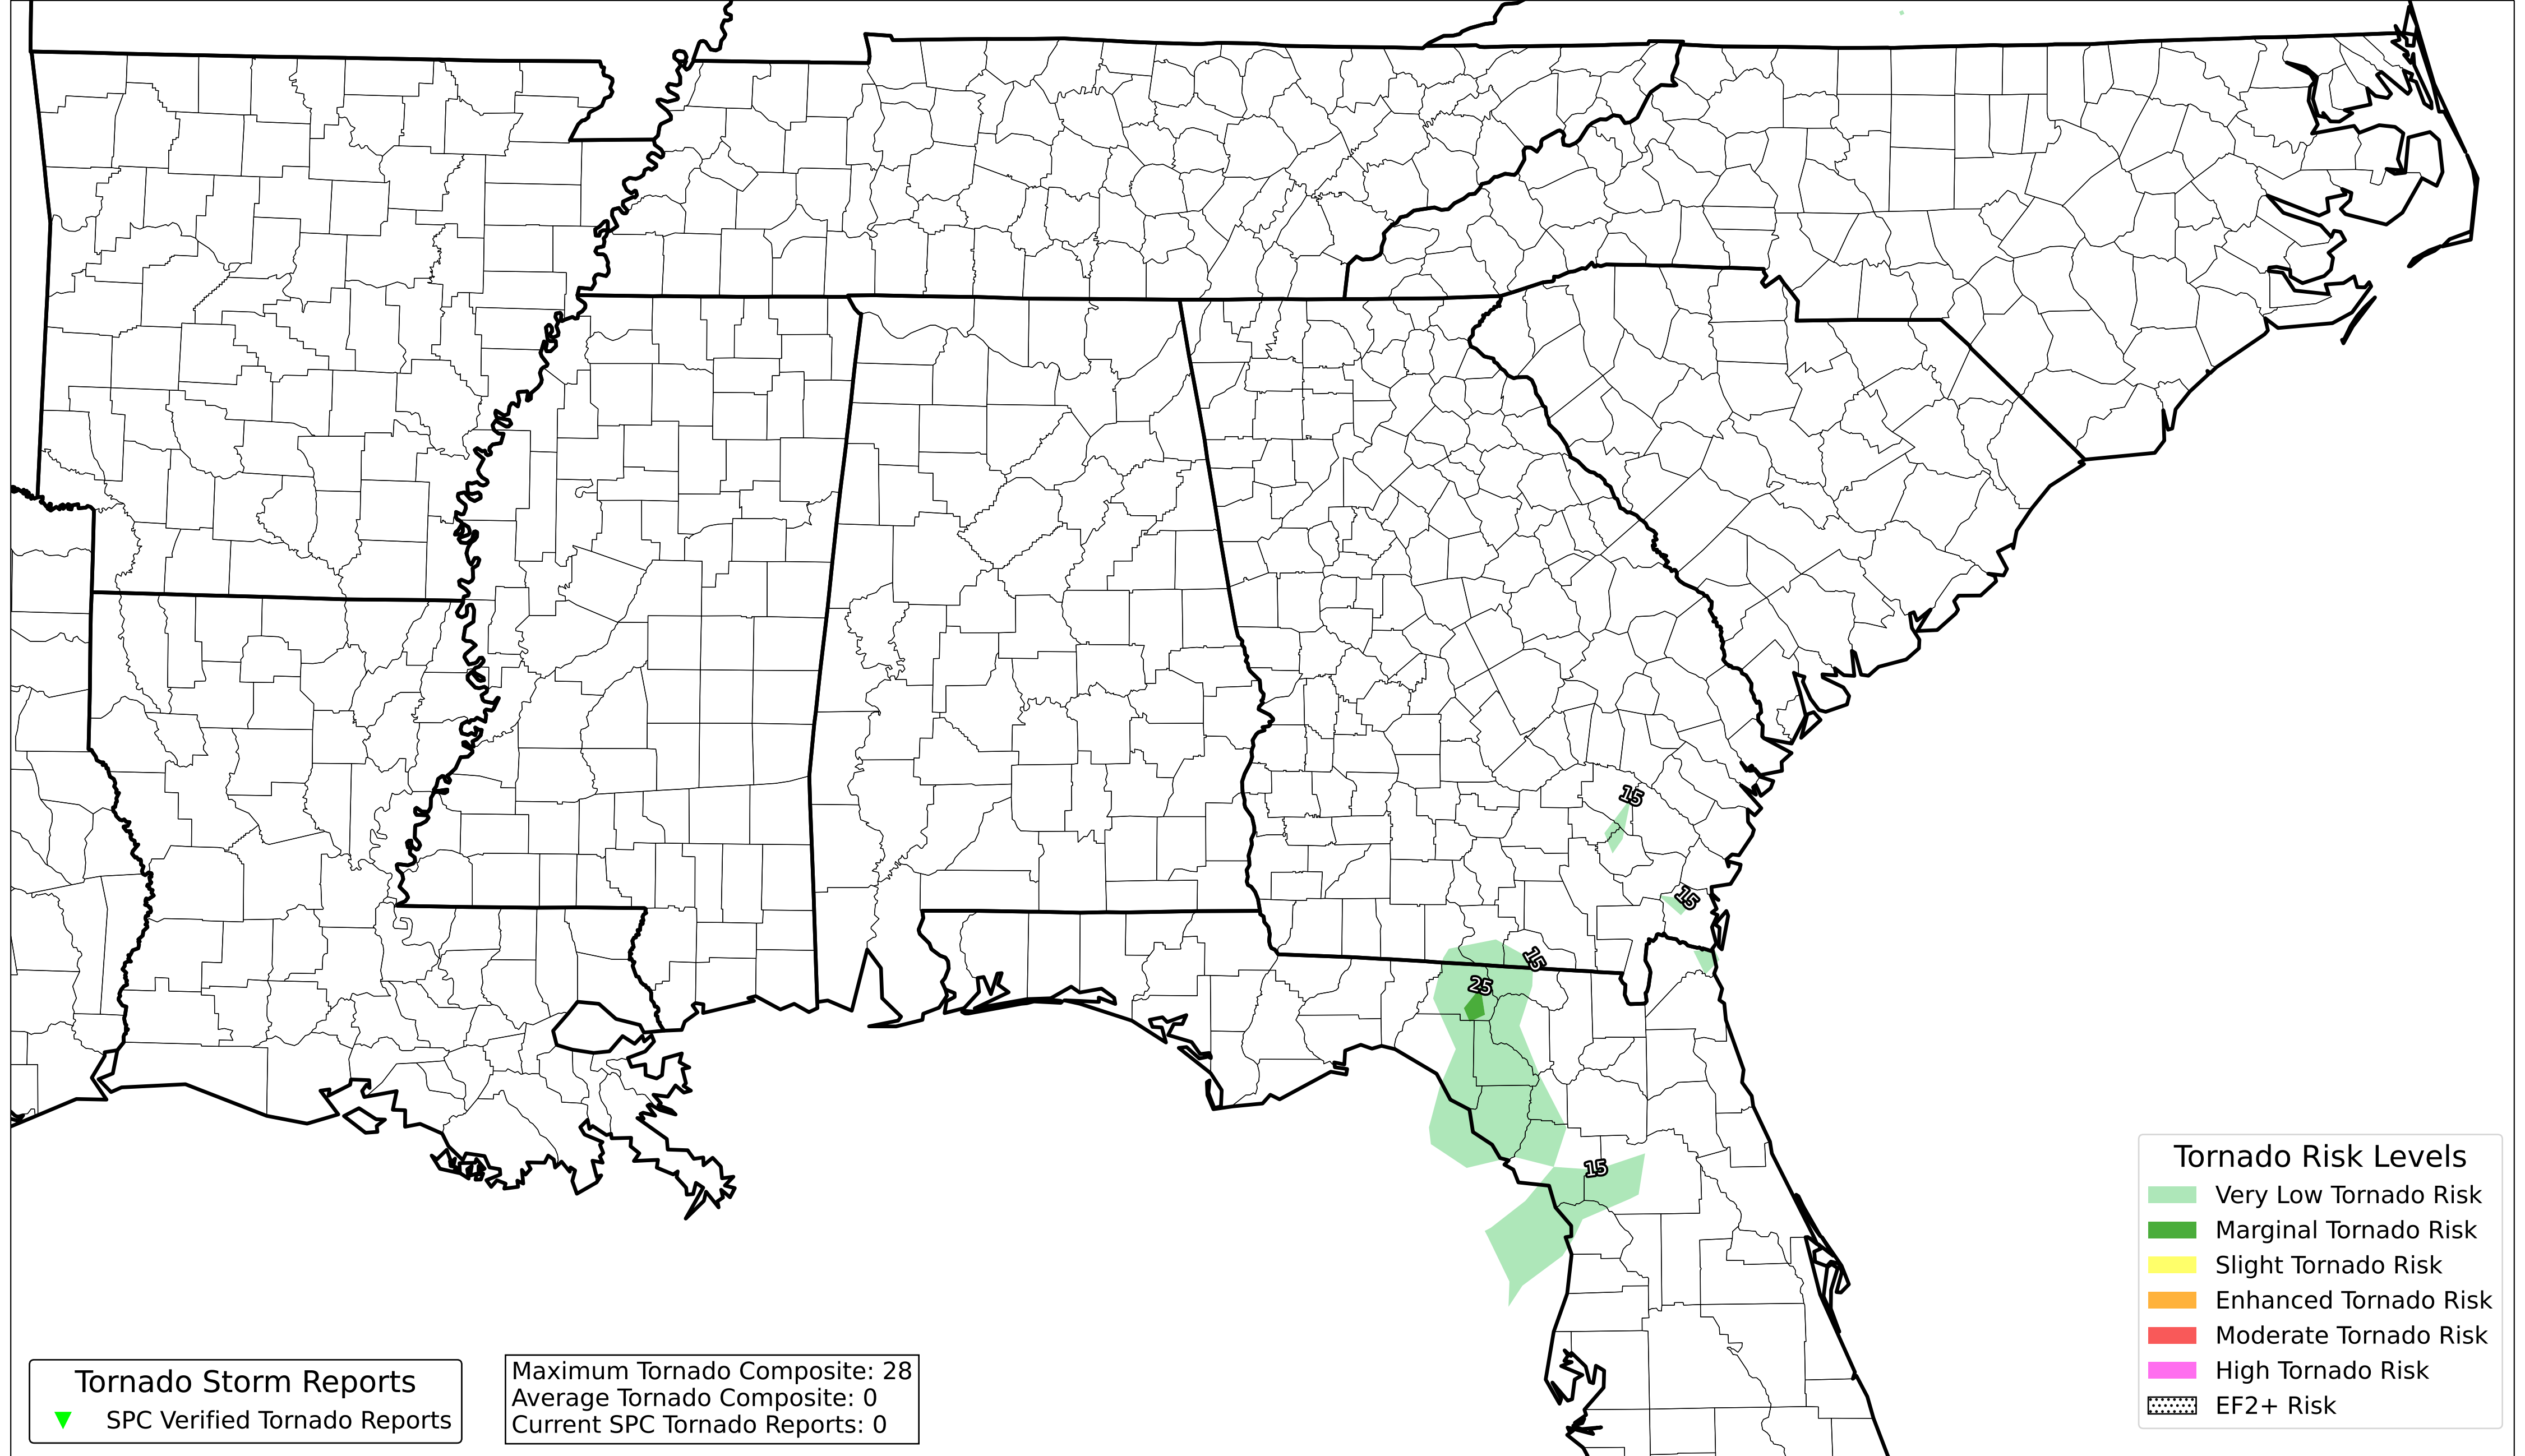 15
15
15
25
15
Tornado Risk Levels
Very Low Tornado Risk
Marginal Tornado Risk
Slight Tornado Risk
Enhanced Tornado Risk
Moderate Tornado Risk
High Tornado Risk
EF2+ Risk
Tornado Storm Reports
SPC Verified Tornado Reports
Maximum Tornado Composite: 28
Average Tornado Composite: 0
Current SPC Tornado Reports: 0